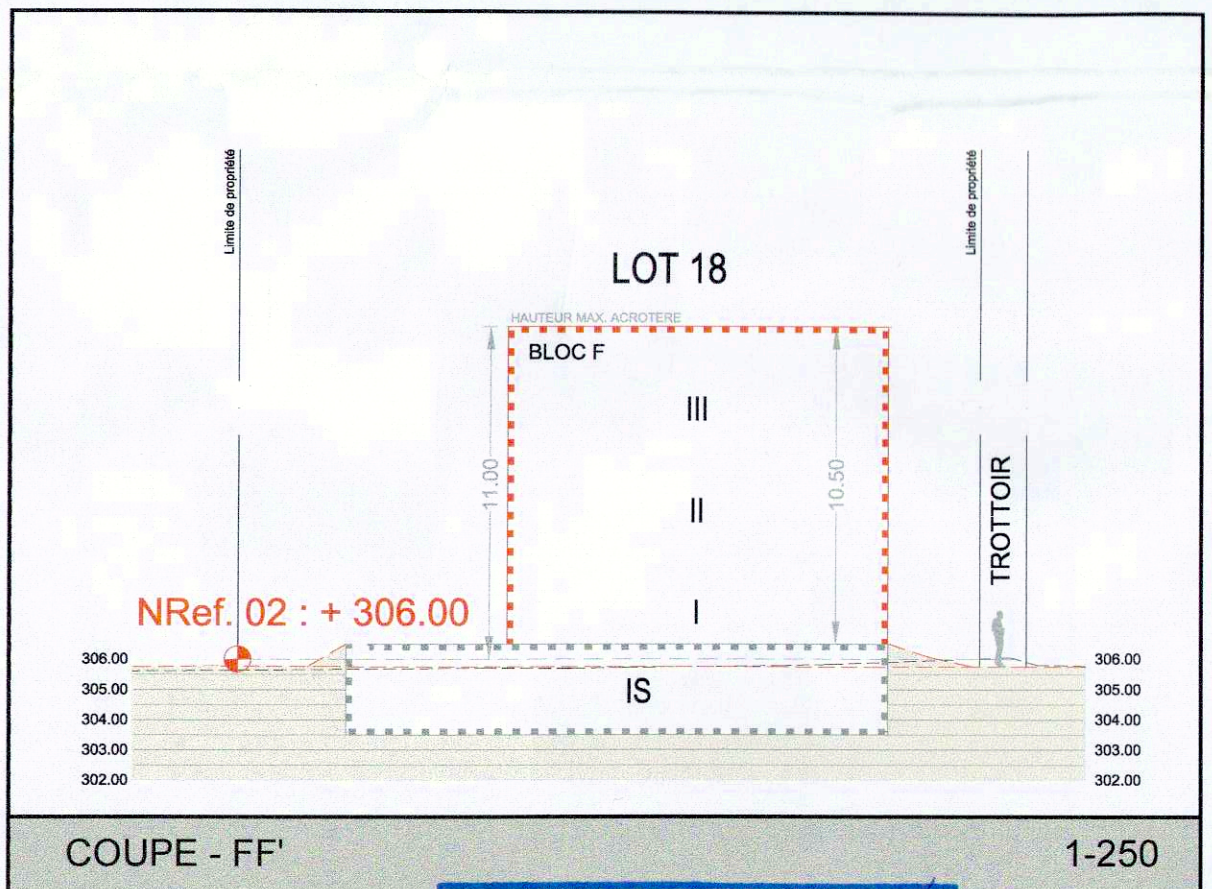 Limite de propriété
Limite de propriété
LOT 18
HAUTEUR MAX. ACROTERE
BLOC F
III
11.00
10.50
II
TROTTOIR
NRef. 02 : + 306.00
I
306.00
306.00
IS
305.00
305.00
304.00
304.00
303.00
303.00
302.00
302.00
COUPE - FF'
1-250